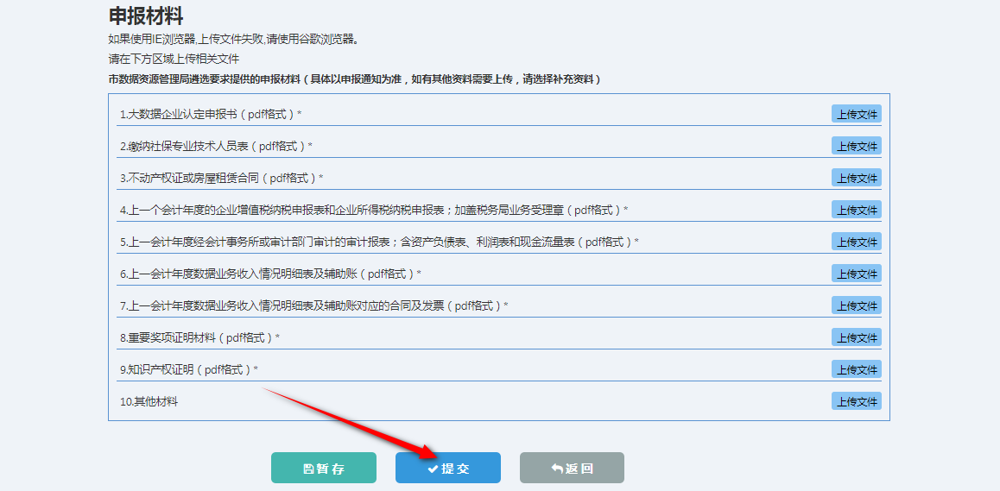 申报材料
如果使用IE浏览器,上传文件失败,请使用谷歌浏览器。
请在下方区域上传相关文件
市数据资源管理局遴选要求提供的申报材料（具体以申报通知为准，如有其他资料需要上传，请选择补充资料）
1.大数据企业认定申报书（pdf格式）* 上传文件
2.缴纳社保专业技术人员表（pdf格式）* 上传文件
3.不动产权证或房屋租赁合同（pdf格式）* 上传文件
4.上一个会计年度的企业增值税纳税申报表和企业所得税纳税申报表；加盖税务局业务受理章（pdf格式）* 上传文件
5.上一会计年度经会计事务所或审计部门审计的审计报表；含资产负债表、利润表和现金流量表（pdf格式）* 上传文件
6.上一会计年度数据业务收入情况明细表及辅助账（pdf格式）* 上传文件
7.上一会计年度数据业务收入情况明细表及辅助账对应的合同及发票（pdf格式）* 上传文件
8.重要奖项证明材料（pdf格式）* 上传文件
9.知识产权证明（pdf格式）* 上传文件
10.其他材料 上传文件
暂存 提交 返回